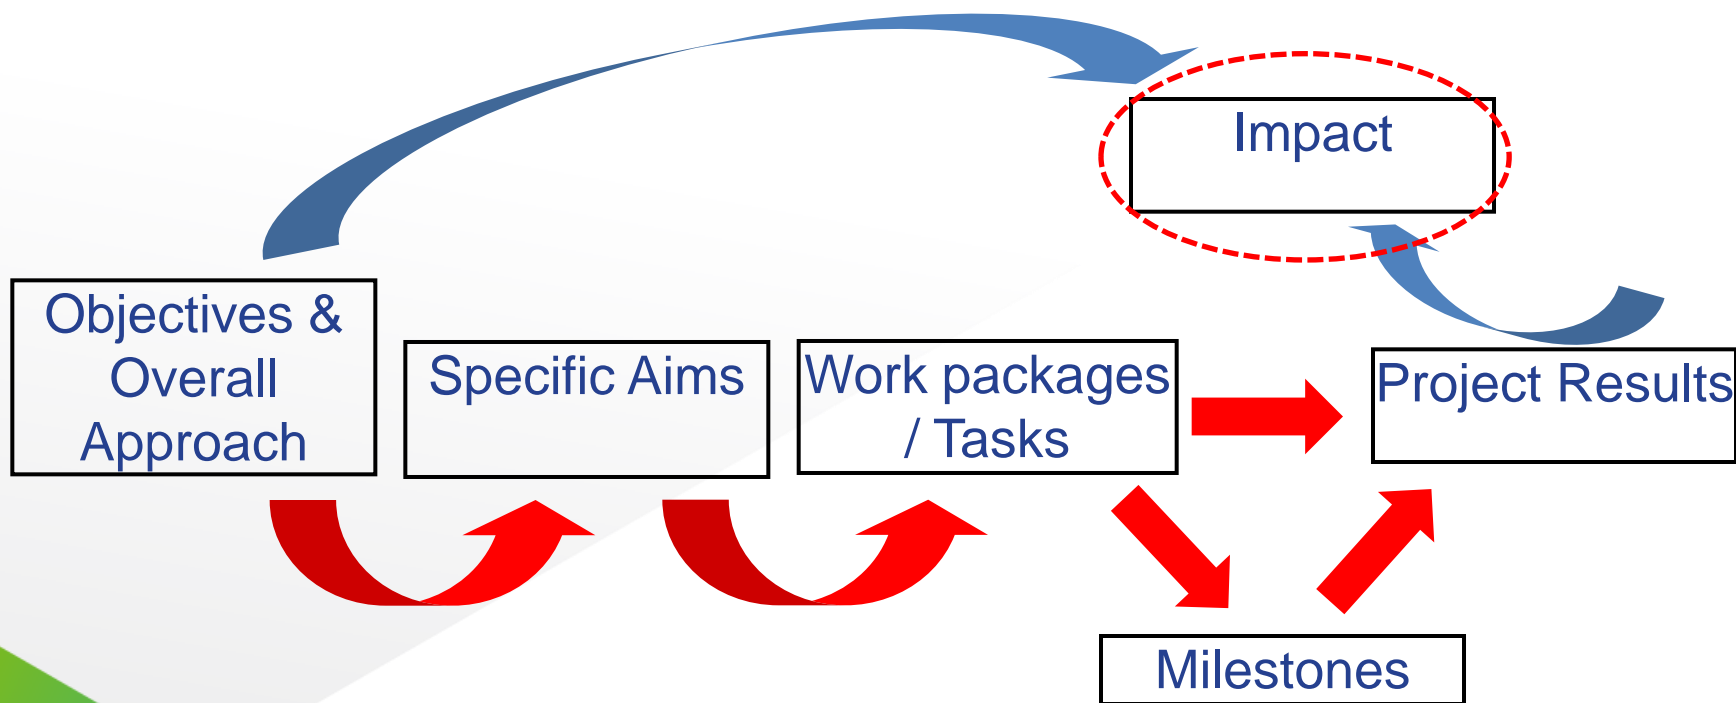 Impact
Objectives &
Overall
Approach
Specific Aims
Work packages
/ Tasks
Project Results
Milestones